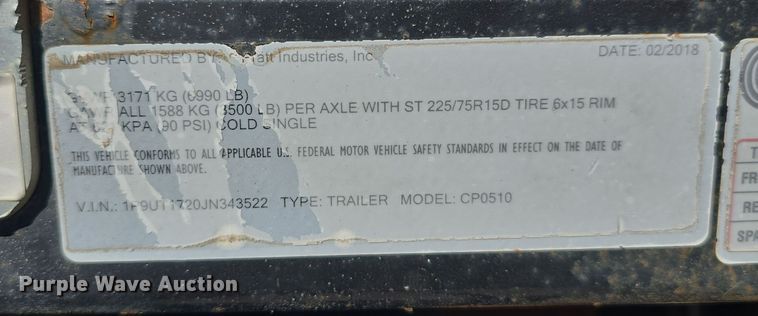 MANUFACTURED BY Industries, Inc. DATE: 02/2018
3171 KG (6990 LB)
ALL 1588 KG (3500 LB) PER AXLE WITH ST 225/75R15D TIRE 6x15 RIM
AT KPA (90 PSI) COLD SINGLE
THIS VEHICLE CONFORMS TO ALL APPLICABLE U.S. FEDERAL MOTOR VEHICLE SAFETY STANDARDS IN EFFECT ON THE DATE OF
MANUFACTURE SHOWN ABOVE.
V.I.N.: TYPE: TRAILER MODEL: CP0510
Purple Wave Auction